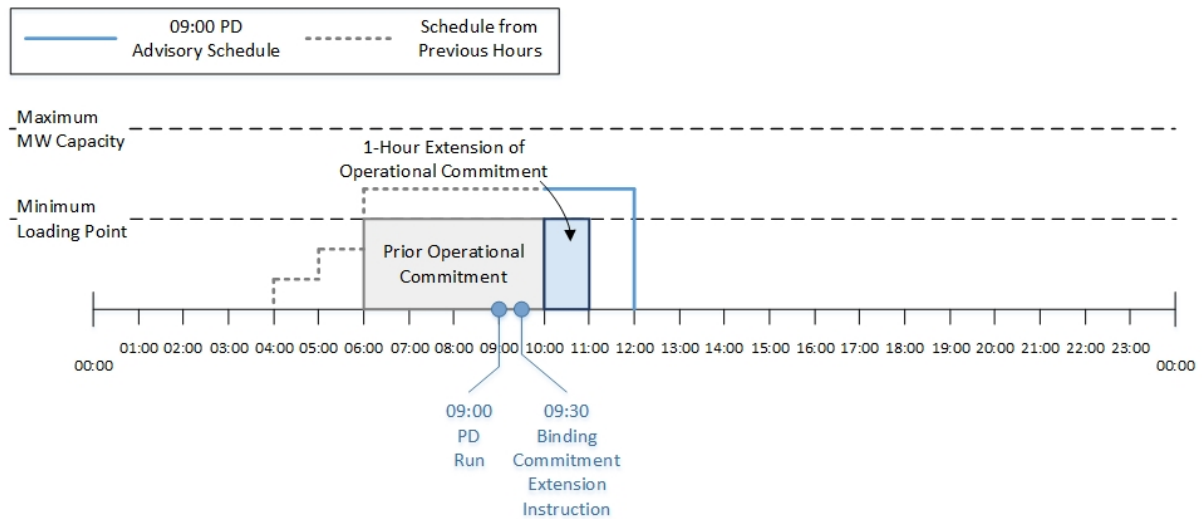 09:00 PD
Advisory Schedule
Schedule from
Previous Hours
Maximum
MW Capacity
1-Hour Extension of
Operational Commitment
Minimum
Loading Point
Prior Operational
Commitment
00:00 01:00 02:00 03:00 04:00 05:00 06:00 07:00 08:00 09:00 10:00 11:00 12:00 13:00 14:00 15:00 16:00 17:00 18:00 19:00 20:00 21:00 22:00 23:00 00:00
09:00
PD
Run
09:30
Binding
Commitment
Extension
Instruction